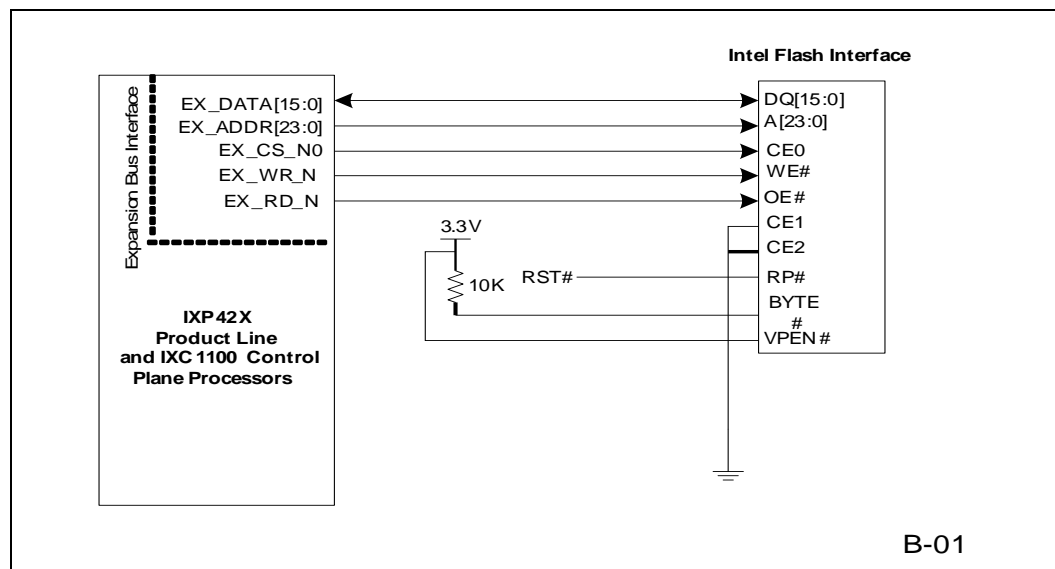 Intel Flash Interface
Expansion Bus Interface
EX_DATA[15:0]
EX_ADDR[23:0]
EX_CS_N0
EX_WR_N
EX_RD_N
DQ[15:0]
A[23:0]
CE0
WE#
OE#
CE1
CE2
RP#
BYTE
#
VPEN#
3.3V
10K
RST#
IXP42X
Product Line
and IXC1100 Control
Plane Processors
B-01